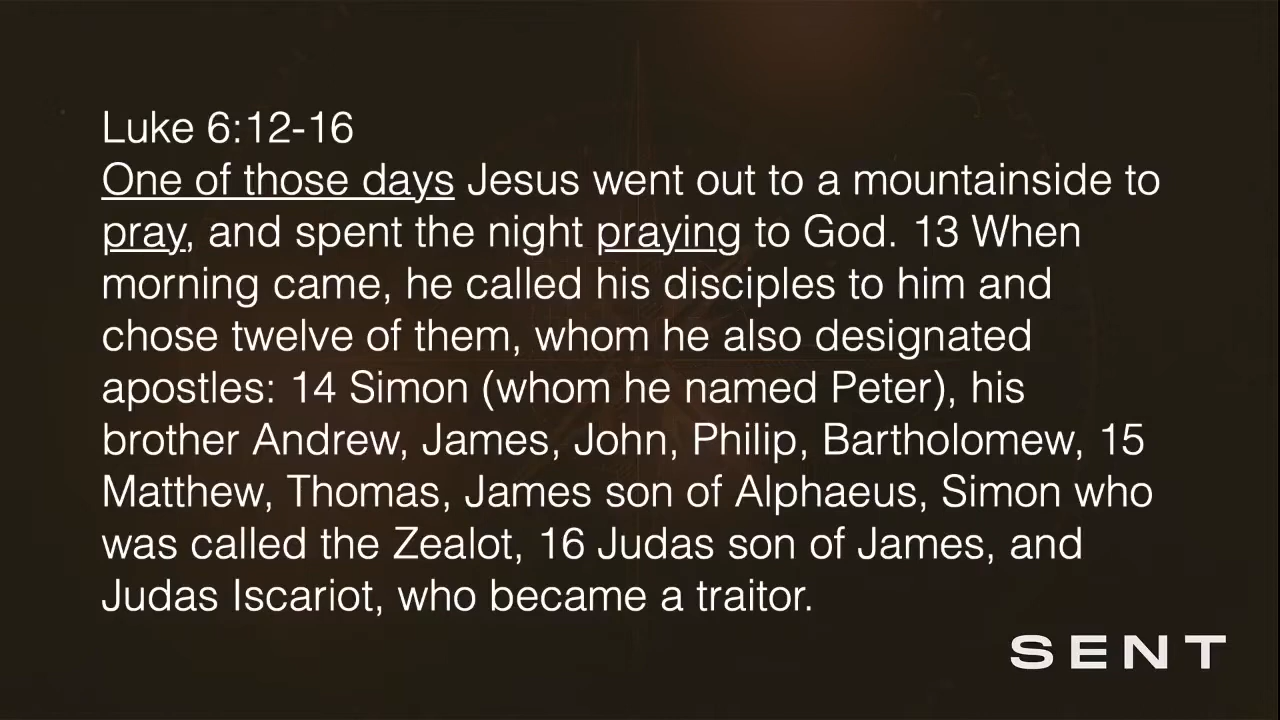 Luke 6:12-16
One of those days Jesus went out to a mountainside to
pray, and spent the night praying to God. 13 When
morning came, he called his disciples to him and
chose twelve of them, whom he also designated
apostles: 14 Simon (whom he named Peter), his
brother Andrew, James, John, Philip, Bartholomew, 15
Matthew, Thomas, James son of Alphaeus, Simon who
was called the Zealot, 16 Judas son of James, and
Judas Iscariot, who became a traitor.
SENT